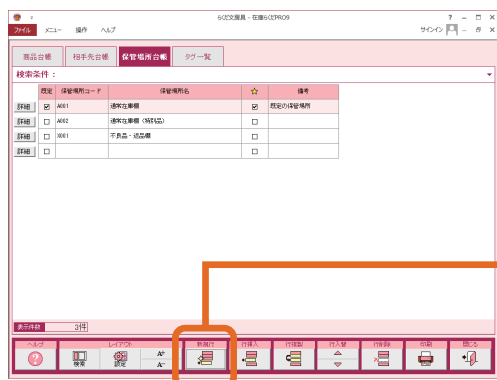 らくだ文房具 - 在庫らくだPRO9
ファイル メニュー 操作 ヘルプ サインイン
商品台帳 相手先台帳 保管場所台帳 タグ一覧
検索条件：
既定 保管場所コード 保管場所名 備考
詳細 A001 通常在庫棚 既定の保管場所
詳細 A002 通常在庫棚（特別品）
詳細 X001 不良品・返品棚
詳細
表示件数 3件
ヘルプ レイアウト 新規行 行挿入 行複製 行入替 行削除 印刷 閉じる
検索 設定 A+ A-